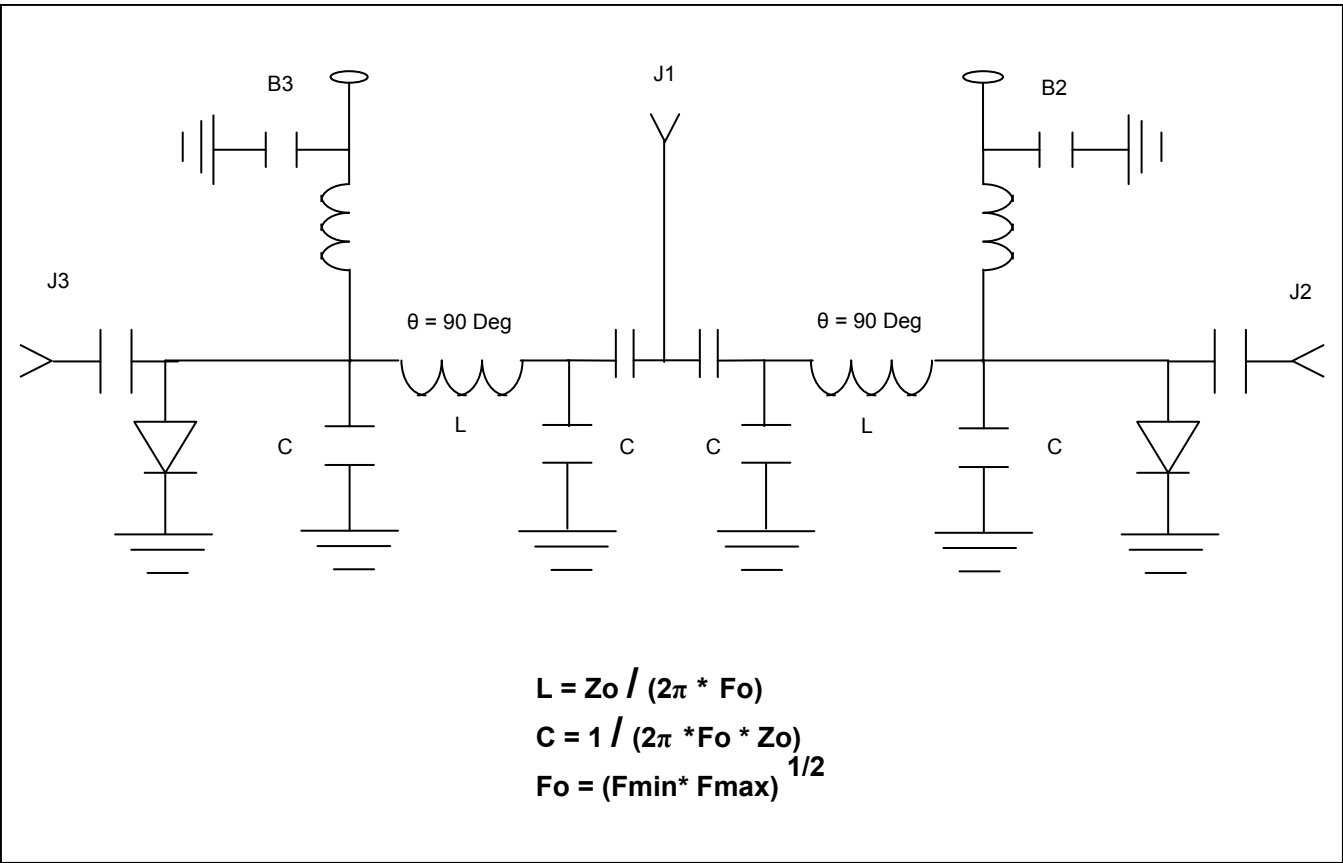 J1
B3
B2
J3
J2
θ = 90 Deg
θ = 90 Deg
L
L
C
C
C
C
L = Zo / (2π * Fo)
C = 1 / (2π *Fo * Zo)
Fo = (Fmin* Fmax) 1/2